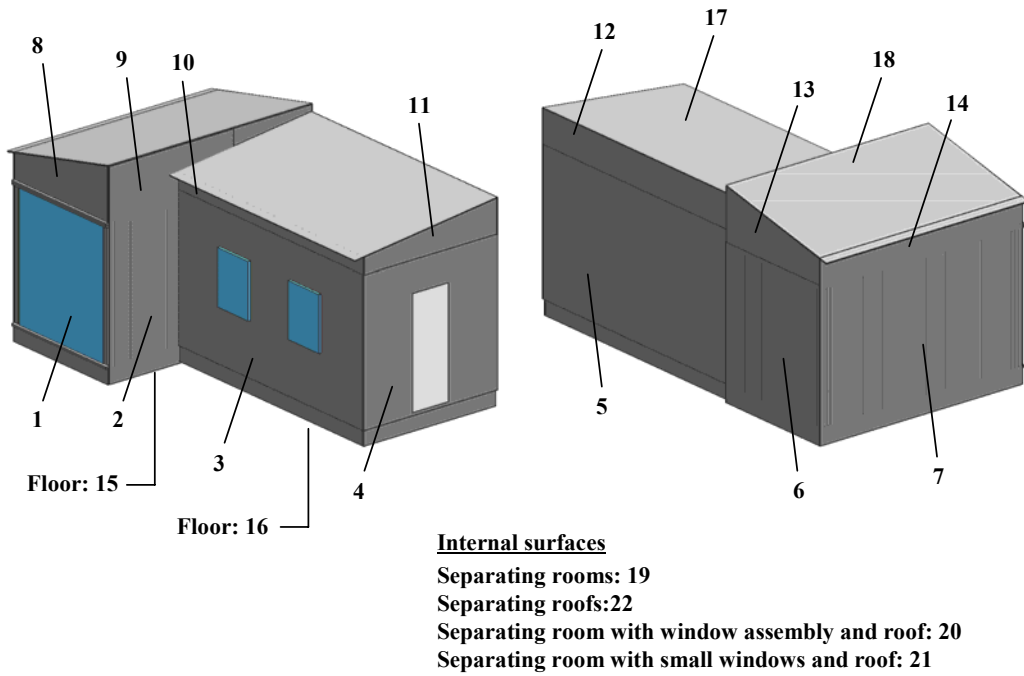 8
9
10
11
12
17
13
18
14
1
2
3
4
5
6
7
Floor: 15
Floor: 16
Internal surfaces
Separating rooms: 19
Separating roofs:22
Separating room with window assembly and roof: 20
Separating room with small windows and roof: 21